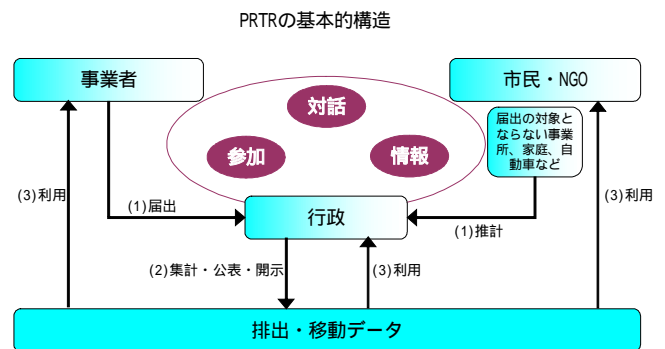 PRTRの基本的構造
事業者
市民・NGO
対話
参加
情報
届出の対象と
ならない事業
所、家庭、自
動車など
(3)利用
(1)届出
行政
(1)推計
(3)利用
(2)集計・公表・開示
(3)利用
排出・移動データ